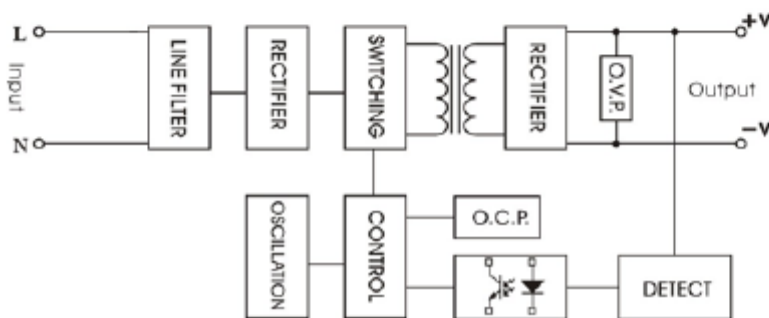 L
Input
N
LINE FILTER
RECTIFIER
SWITCHING
RECTIFIER
O.V.P.
+V
Output
-V
OSCILLATION
CONTROL
O.C.P.
DETECT